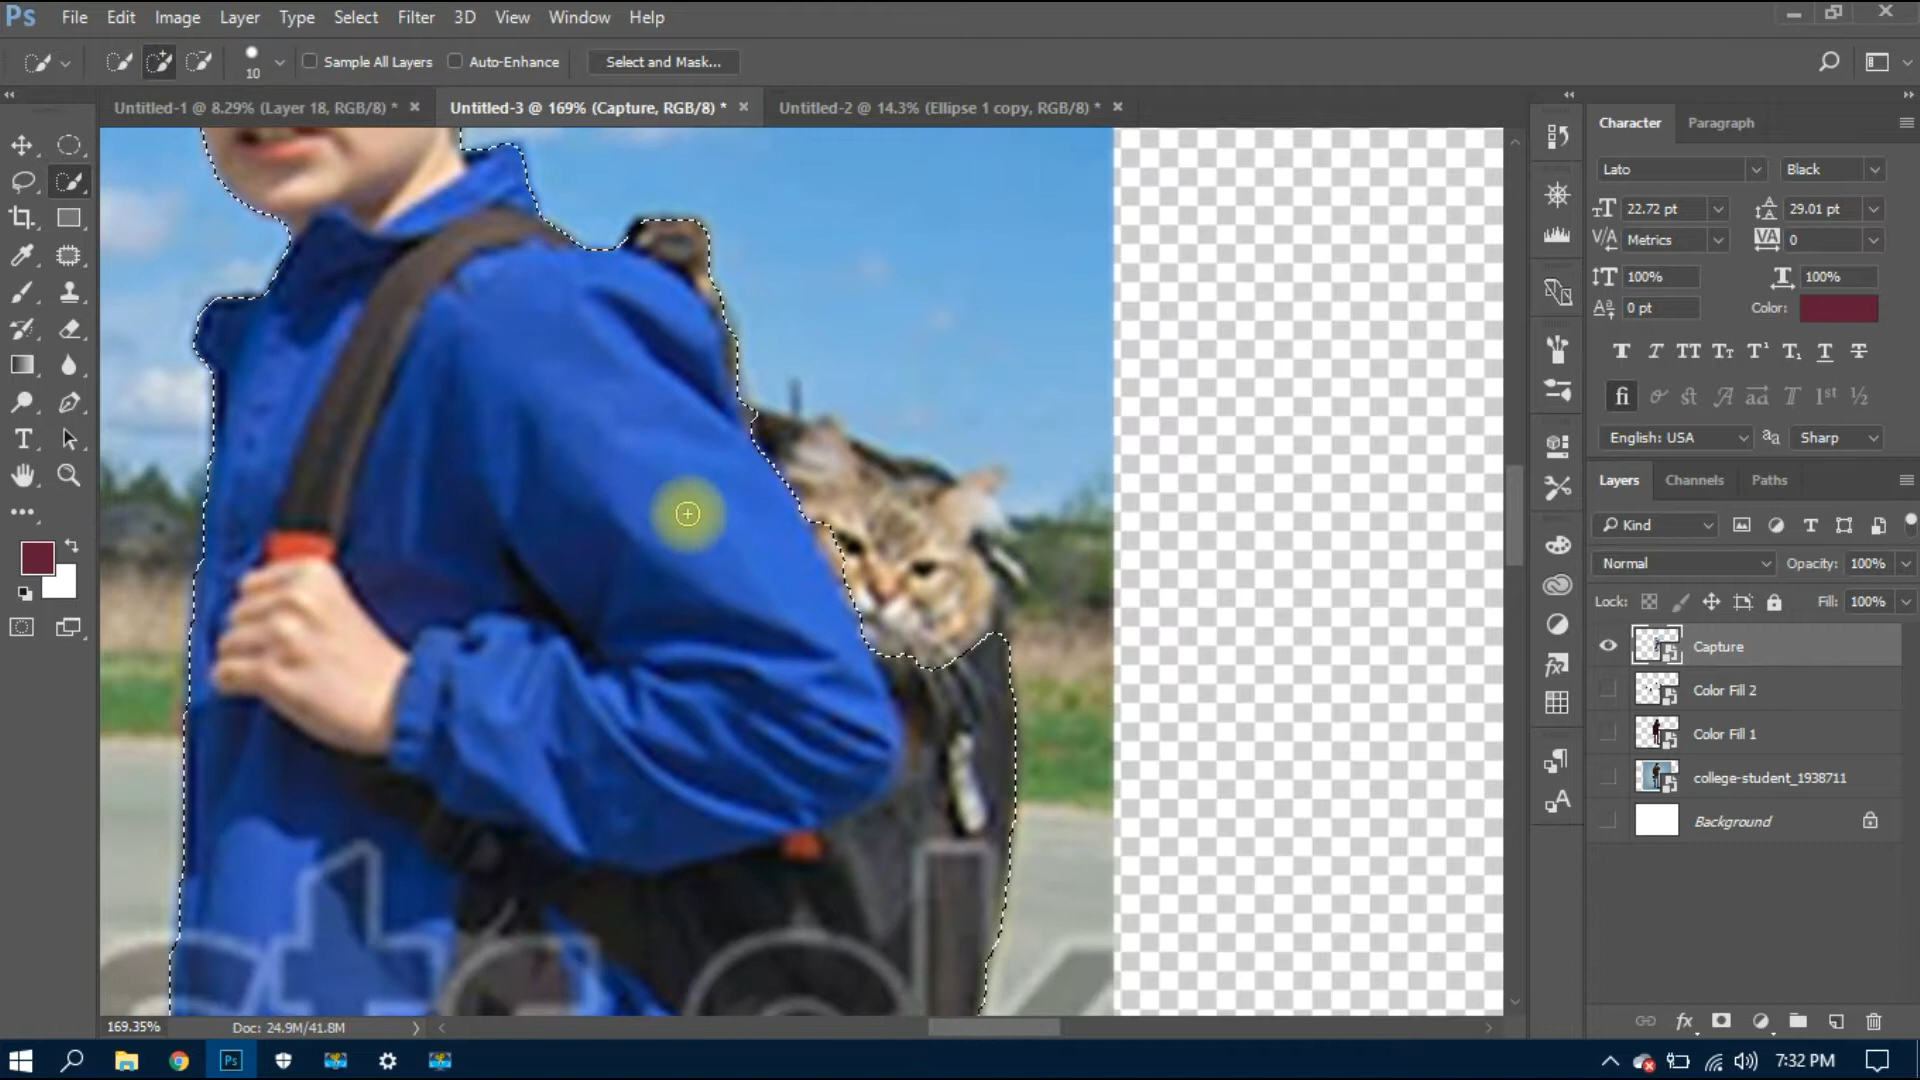 Ps File Edit Image Layer Type Select Filter 3D View Window Help
10 Sample All Layers Auto-Enhance Select and Mask...
Untitled-1 @ 8.29% (Layer 18, RGB/8) * × Untitled-3 @ 169% (Capture, RGB/8) * × Untitled-2 @ 14.3% (Ellipse 1 copy, RGB/8) * ×
Character Paragraph
Lato Black
22.72 pt 29.01 pt
Metrics 0
100% 100%
0 pt Color:
English: USA aa Sharp
Layers Channels Paths
Kind
Normal Opacity: 100%
Lock: Fill: 100%
Capture
Color Fill 2
Color Fill 1
college-student_1938711
Background
169.35% Doc: 24.9M/41.8M
Ps 7:32 PM